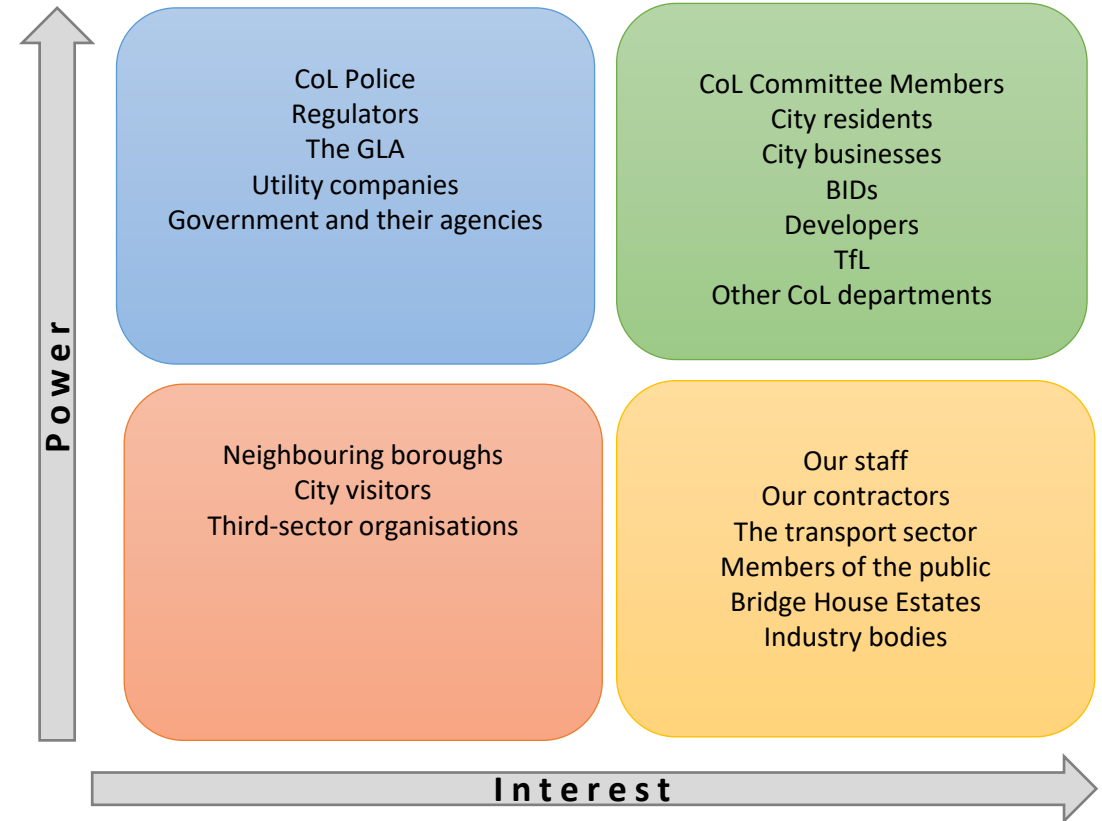 CoL Police
Regulators
The GLA
Utility companies
Government and their agencies
CoL Committee Members
City residents
City businesses
BIDs
Developers
TfL
Other CoL departments
Power
Neighbouring boroughs
City visitors
Third-sector organisations
Our staff
Our contractors
The transport sector
Members of the public
Bridge House Estates
Industry bodies
Interest